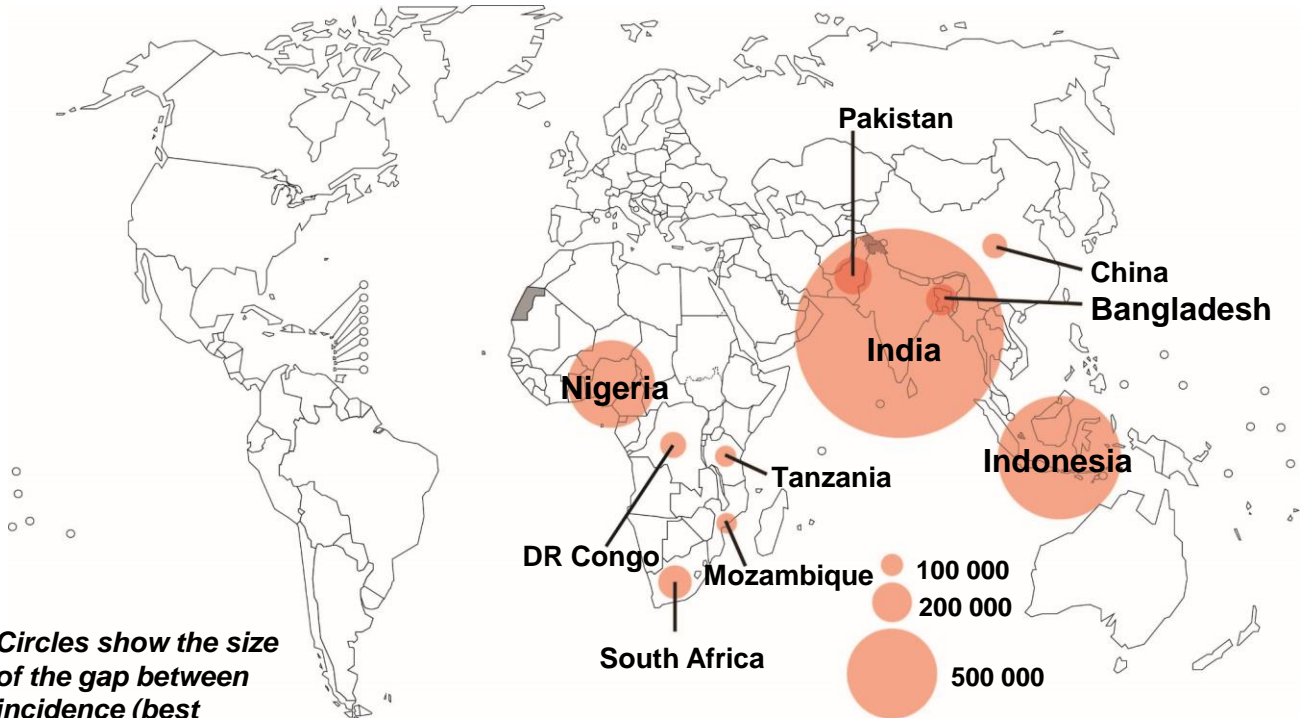 Pakistan
China
Bangladesh
India
Nigeria
Indonesia
Tanzania
DR Congo
Mozambique
100 000
200 000
South Africa
500 000
Circles show the size
of the gap between
incidence (best